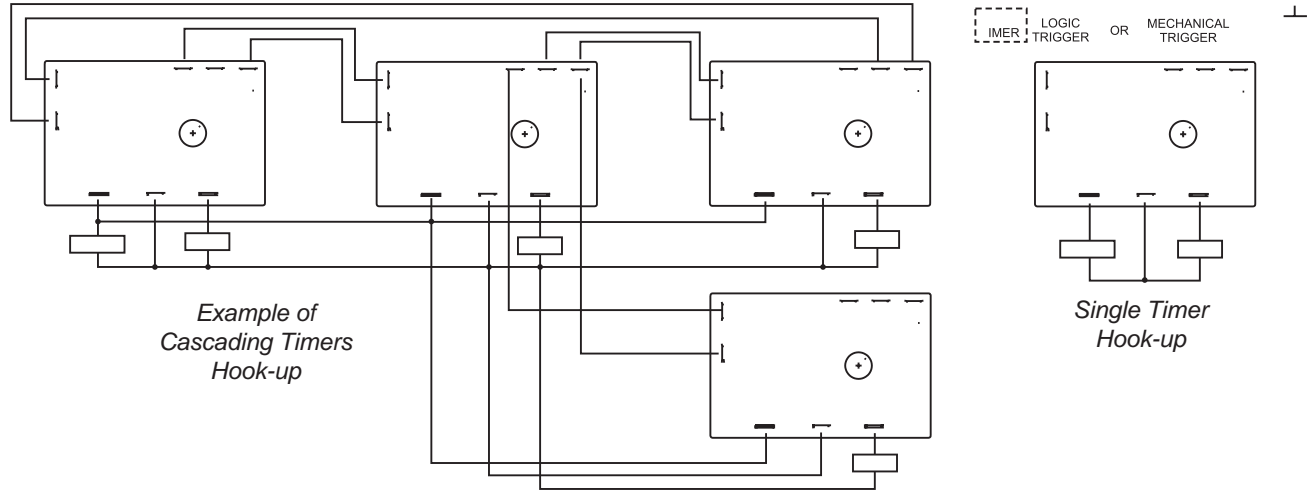 IMER
LOGIC
TRIGGER
OR
MECHANICAL
TRIGGER
Example of
Cascading Timers
Hook-up
Single Timer
Hook-up